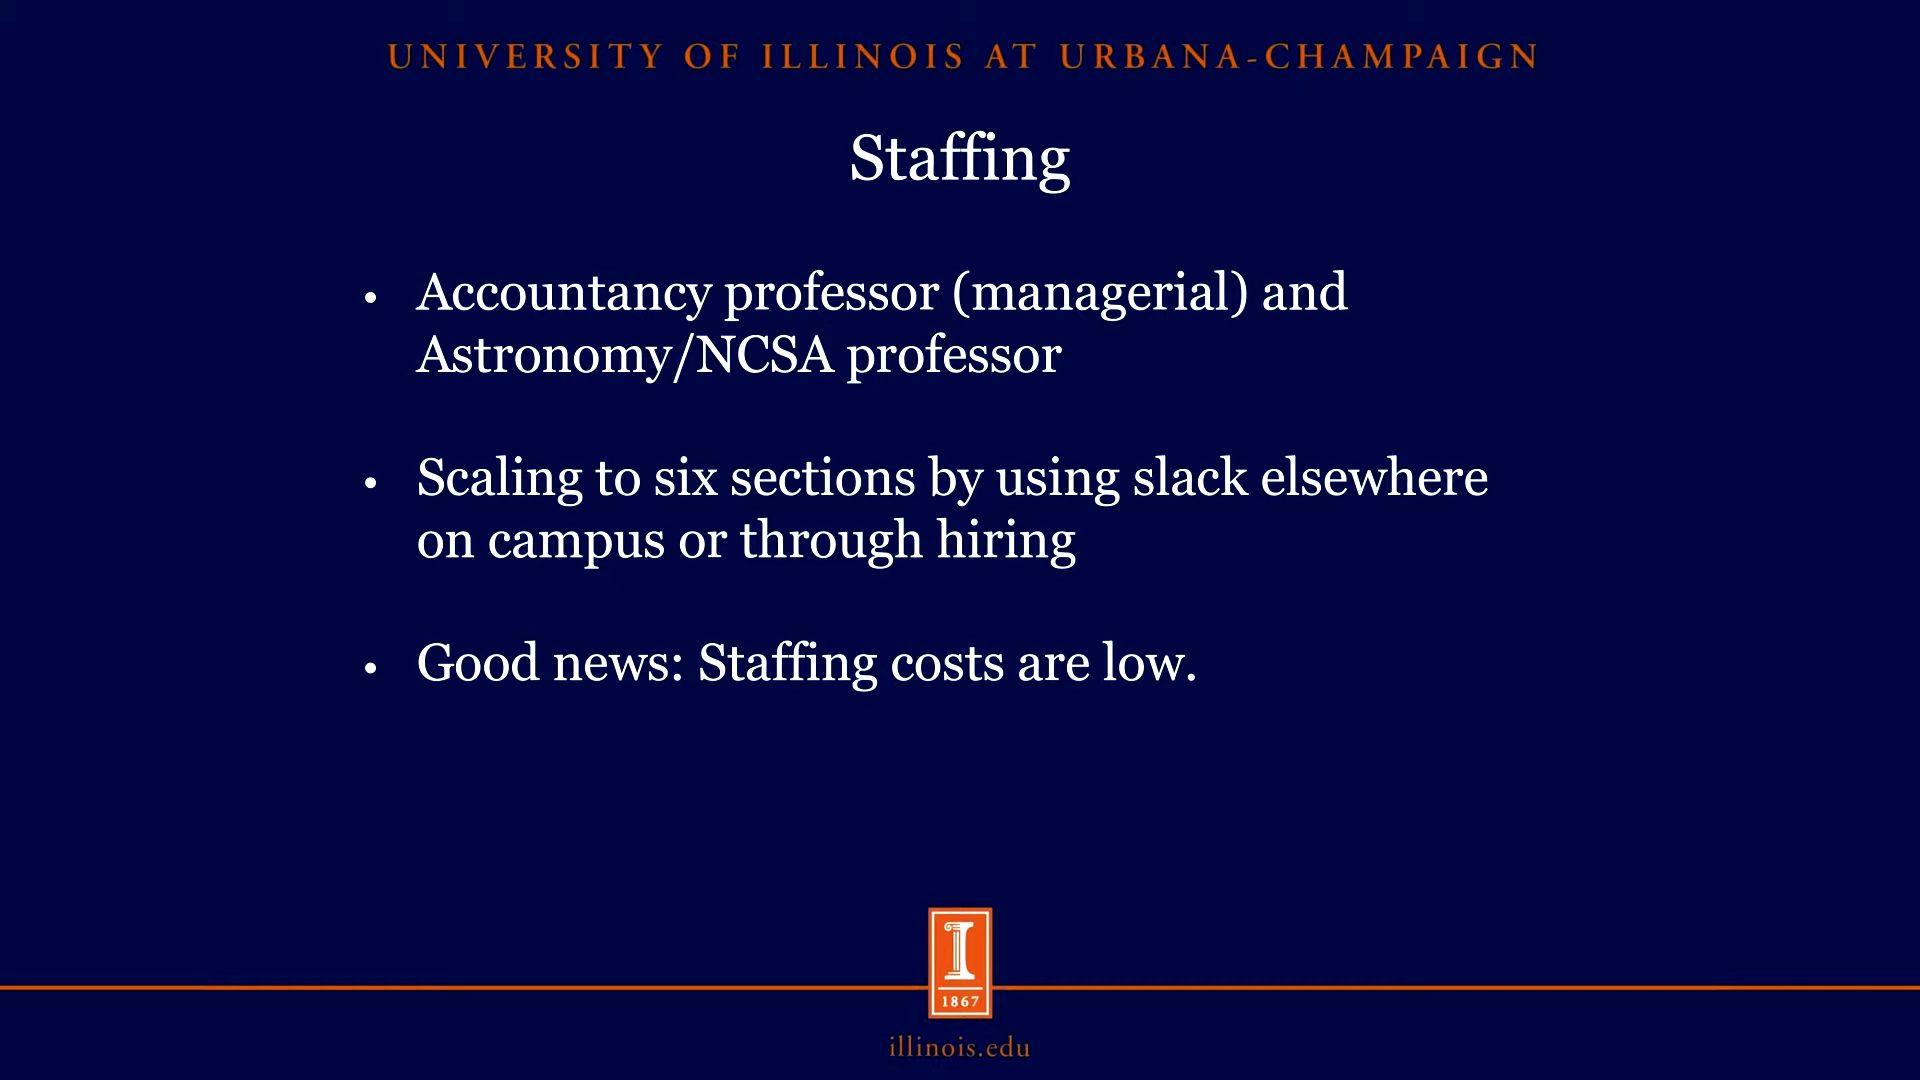 UNIVERSITY OF ILLINOIS AT URBANA-CHAMPAIGN
Staffing
• Accountancy professor (managerial) and
Astronomy/NCSA professor
• Scaling to six sections by using slack elsewhere
on campus or through hiring
• Good news: Staffing costs are low.
I
1867
illinois.edu